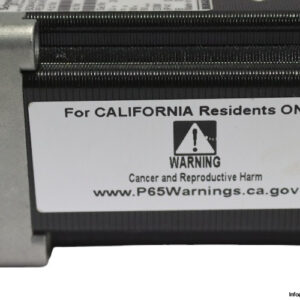 For CALIFORNIA Residents ON
WARNING
Cancer and Reproductive Harm
www.P65Warnings.ca.gov